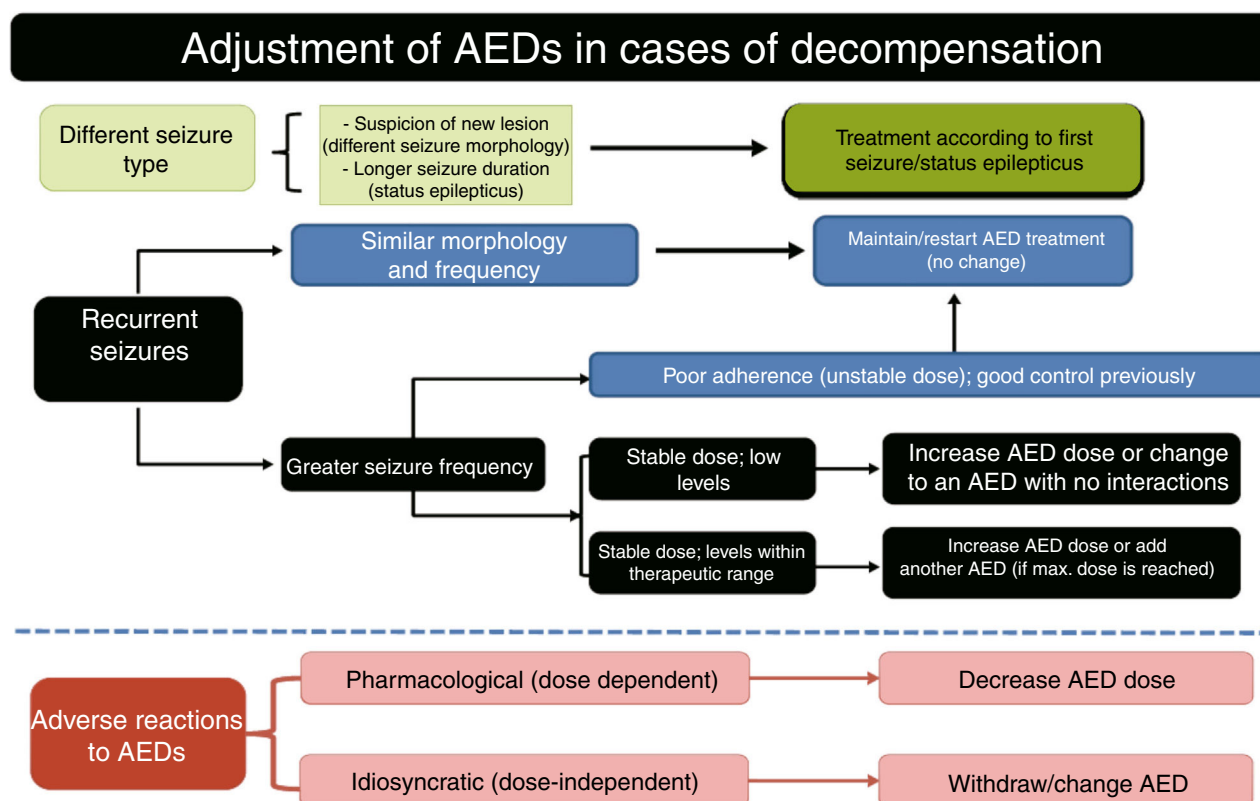 Adjustment of AEDs in cases of decompensation
Different seizure
type
- Suspicion of new lesion
(different seizure morphology)
- Longer seizure duration
(status epilepticus)
Treatment according to first
seizure/status epilepticus
Recurrent
seizures
Similar morphology
and frequency
Maintain/restart AED treatment
(no change)
Poor adherence (unstable dose); good control previously
Greater seizure frequency
Stable dose; low
levels
Increase AED dose or change
to an AED with no interactions
Stable dose; levels within
therapeutic range
Increase AED dose or add
another AED (if max. dose is reached)
Adverse reactions
to AEDs
Pharmacological (dose dependent)
Decrease AED dose
Idiosyncratic (dose-independent)
Withdraw/change AED